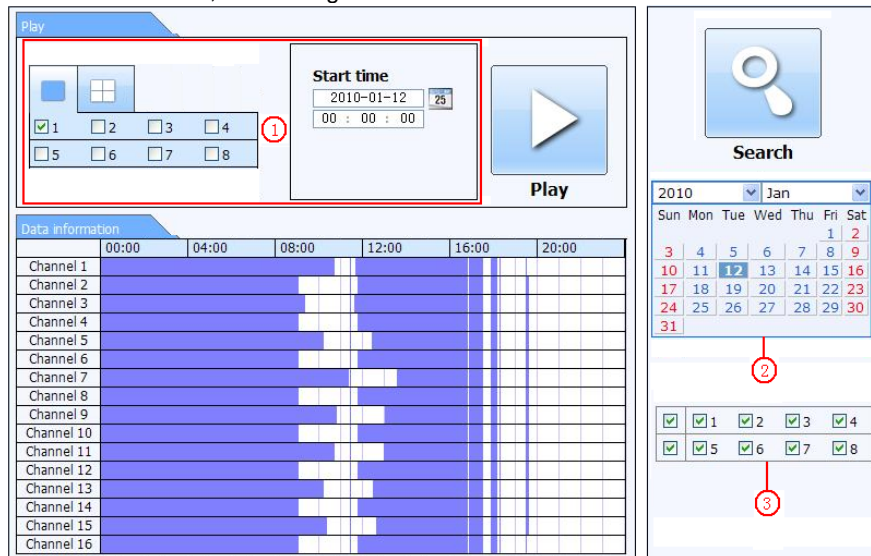 Play
Start time
2010-01-12 25
00 : 00 : 00
1 2 3 4
5 6 7 8
1
Play
Search
2010 Jan
Sun Mon Tue Wed Thu Fri Sat
1 2
3 4 5 6 7 8 9
10 11 12 13 14 15 16
17 18 19 20 21 22 23
24 25 26 27 28 29 30
31
2
1 2 3 4
5 6 7 8
3
Data information
00:00 04:00 08:00 12:00 16:00 20:00
Channel 1
Channel 2
Channel 3
Channel 4
Channel 5
Channel 6
Channel 7
Channel 8
Channel 9
Channel 10
Channel 11
Channel 12
Channel 13
Channel 14
Channel 15
Channel 16